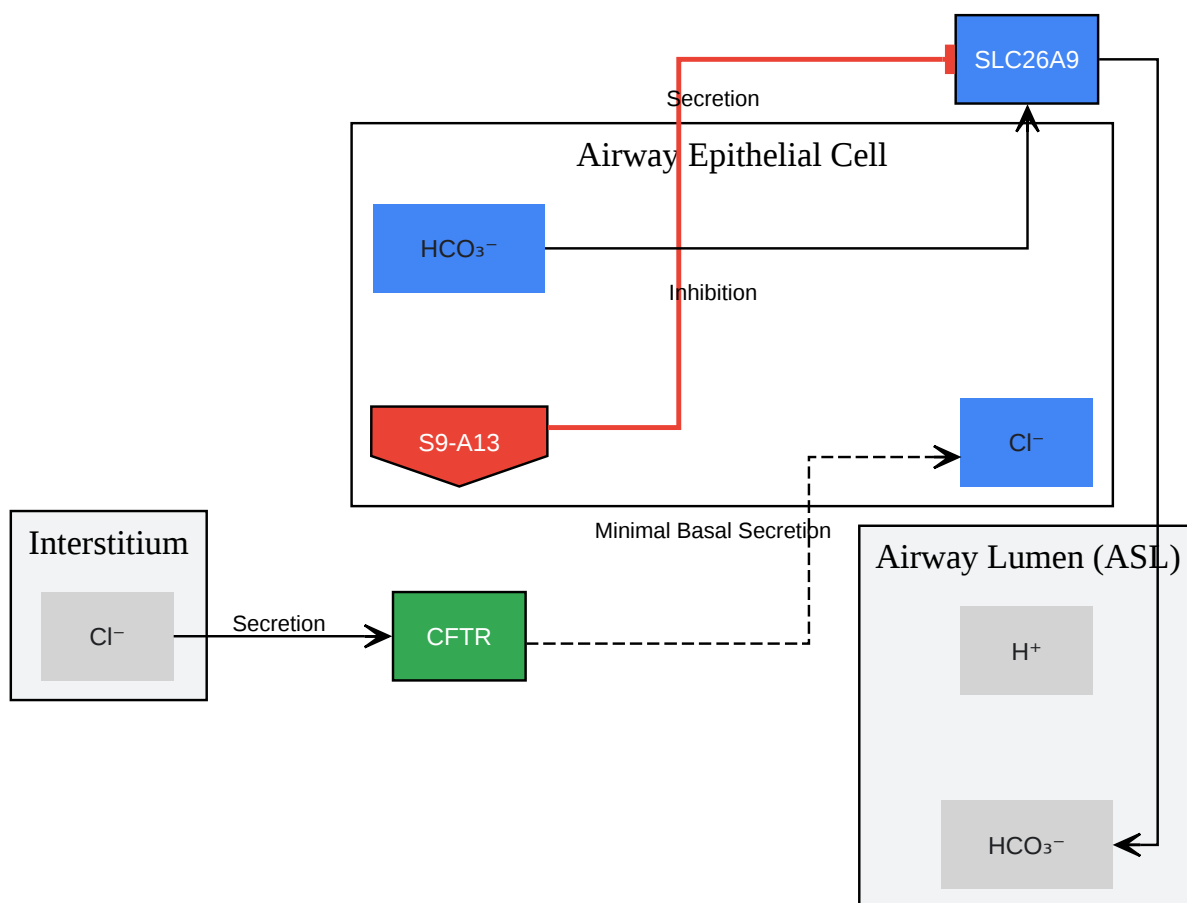 SLC26A9
Secretion
Airway Epithelial Cell
HCO₃⁻
Inhibition
S9-A13
Cl⁻
Minimal Basal Secretion
Interstitium
Airway Lumen (ASL)
Cl⁻
Secretion
CFTR
H⁺
HCO₃⁻